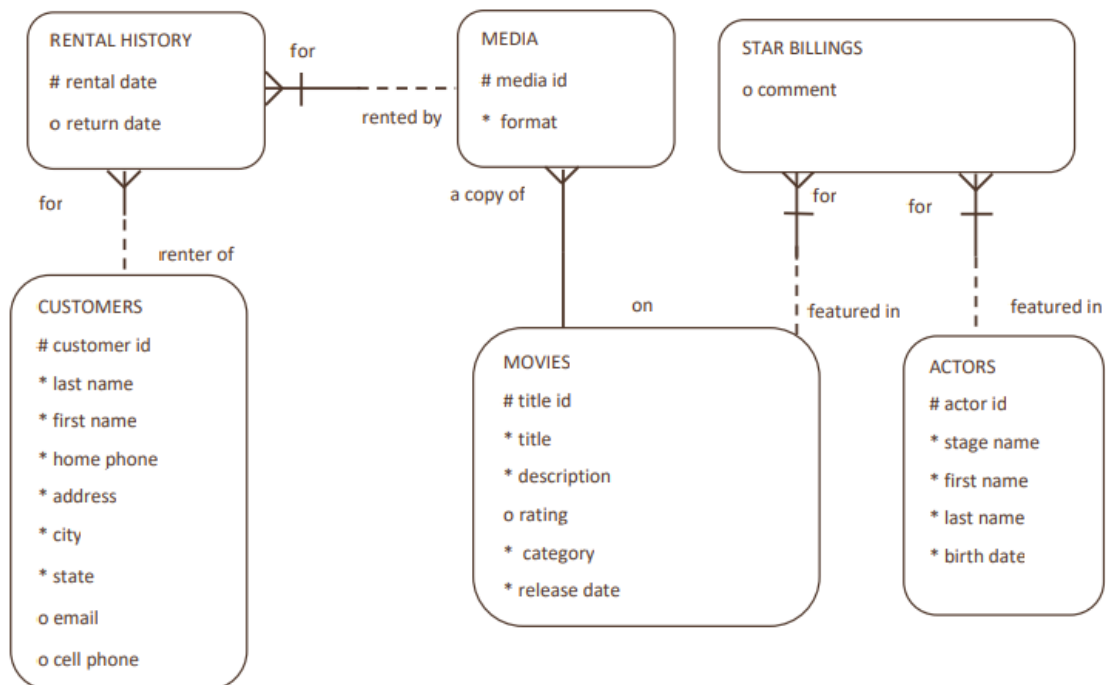 RENTAL HISTORY
# rental date
o return date
for
rented by
MEDIA
# media id
* format
STAR BILLINGS
o comment
for
renter of
a copy of
on
for
featured in
for
featured in
CUSTOMERS
# customer id
* last name
* first name
* home phone
* address
* city
* state
o email
o cell phone
MOVIES
# title id
* title
* description
o rating
* category
* release date
ACTORS
# actor id
* stage name
* first name
* last name
* birth date